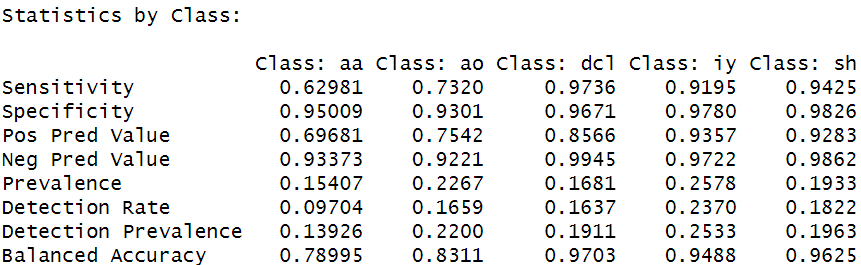 Statistics by Class:

                     Class: aa Class: ao Class: dcl Class: iy Class: sh
Sensitivity            0.62981    0.7320     0.9736    0.9195    0.9425
Specificity            0.95009    0.9301     0.9671    0.9780    0.9826
Pos Pred Value         0.69681    0.7542     0.8566    0.9357    0.9283
Neg Pred Value         0.93373    0.9221     0.9945    0.9722    0.9862
Prevalence             0.15407    0.2267     0.1681    0.2578    0.1933
Detection Rate         0.09704    0.1659     0.1637    0.2370    0.1822
Detection Prevalence   0.13926    0.2200     0.1911    0.2533    0.1963
Balanced Accuracy      0.78995    0.8311     0.9703    0.9488    0.9625